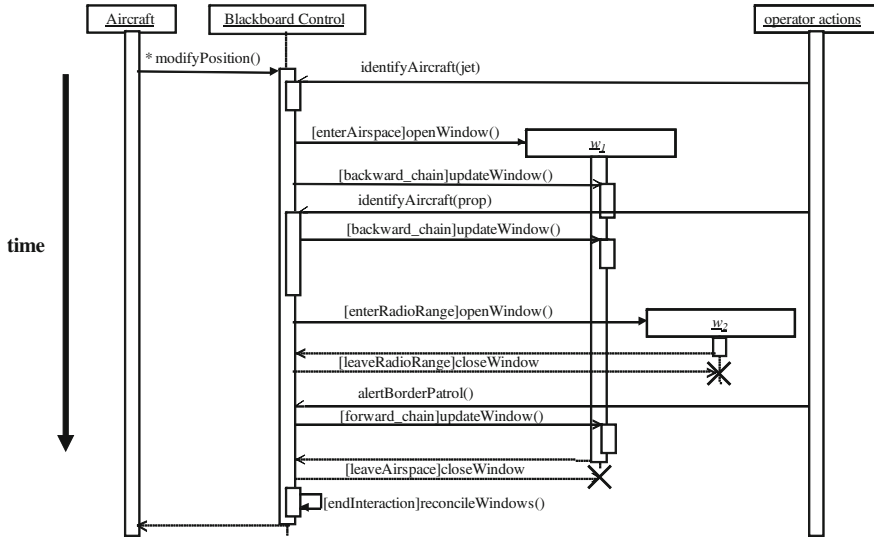 Aircraft
Blackboard Control
operator actions
* modifyPosition()
identifyAircraft(jet)
[enterAirspace]openWindow()
w1
[backward_chain]updateWindow()
identifyAircraft(prop)
[backward_chain]updateWindow()
time
[enterRadioRange]openWindow()
w2
[leaveRadioRange]closeWindow
alertBorderPatrol()
[forward_chain]updateWindow()
[leaveAirspace]closeWindow
[endInteraction]reconcileWindows()